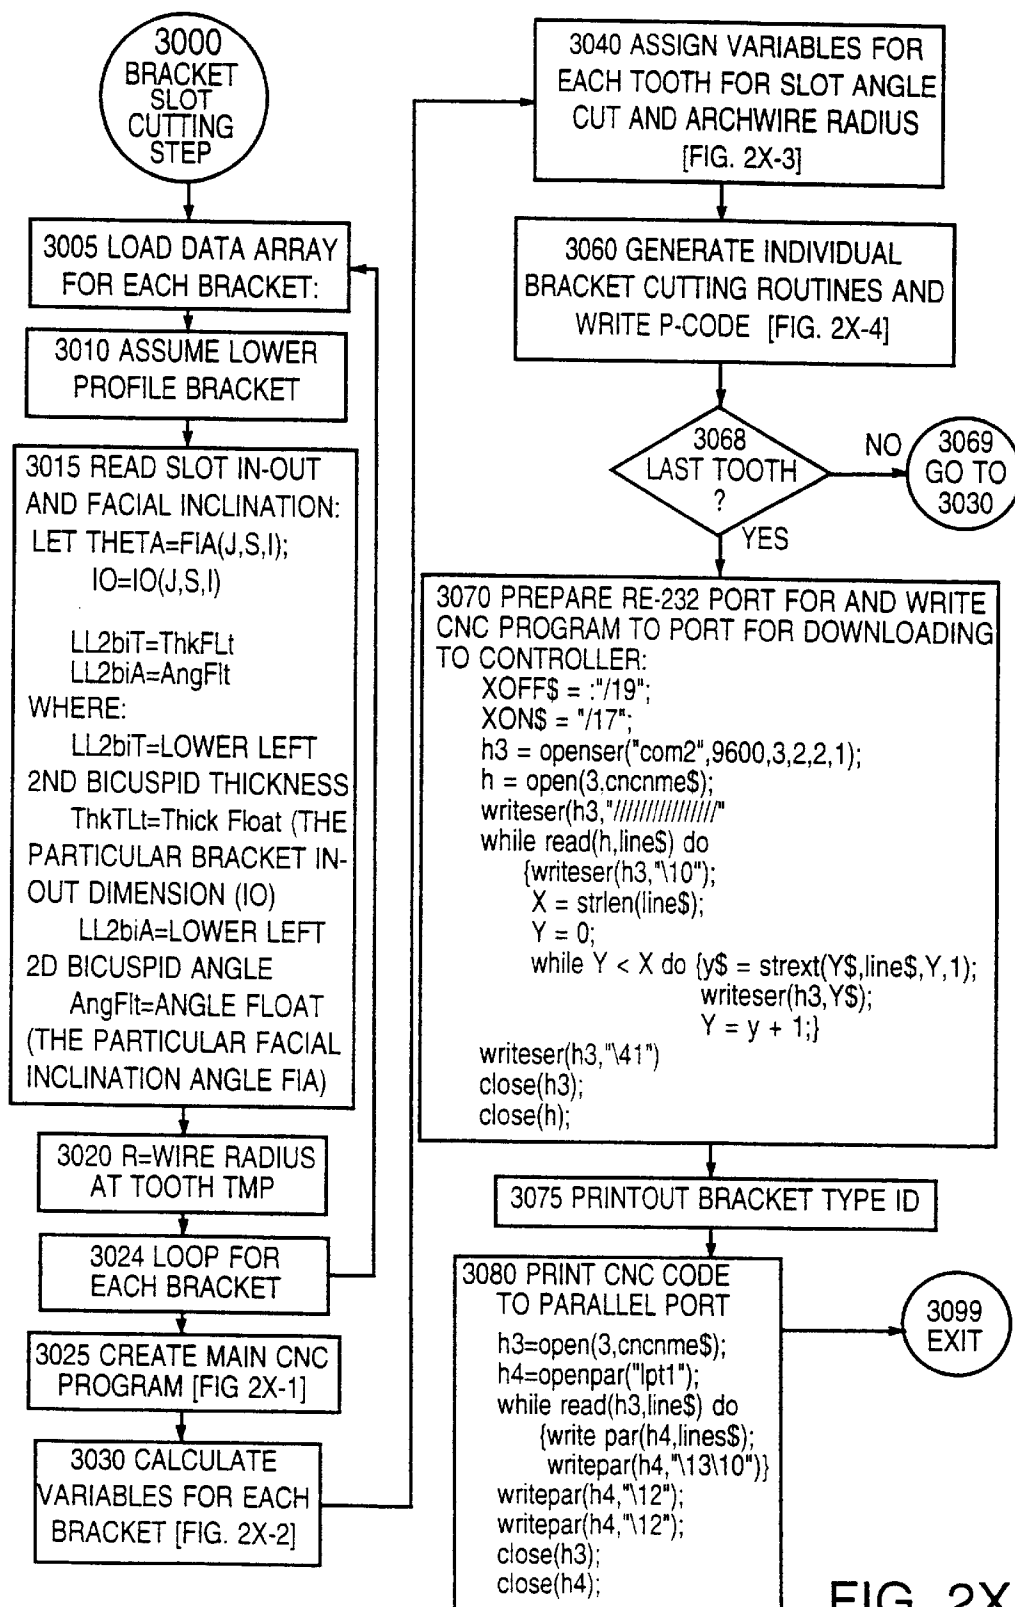 3000
BRACKET
SLOT
CUTTING
STEP
3005 LOAD DATA ARRAY
FOR EACH BRACKET:
3010 ASSUME LOWER
PROFILE BRACKET
3015 READ SLOT IN-OUT
AND FACIAL INCLINATION:
LET THETA=FIA(J,S,I);
IO=IO(J,S,I)
LL2biT=ThkFLt
LL2biA=AngFlt
WHERE:
LL2biT=LOWER LEFT
2ND BICUSPID THICKNESS
ThkTLt=Thick Float (THE
PARTICULAR BRACKET IN-
OUT DIMENSION (IO)
LL2biA=LOWER LEFT
2D BICUSPID ANGLE
AngFlt=ANGLE FLOAT
(THE PARTICULAR FACIAL
INCLINATION ANGLE FIA)
3020 R=WIRE RADIUS
AT TOOTH TMP
3024 LOOP FOR
EACH BRACKET
3025 CREATE MAIN CNC
PROGRAM [FIG 2X-1]
3030 CALCULATE
VARIABLES FOR EACH
BRACKET [FIG. 2X-2]
3040 ASSIGN VARIABLES FOR
EACH TOOTH FOR SLOT ANGLE
CUT AND ARCHWIRE RADIUS
[FIG. 2X-3]
3060 GENERATE INDIVIDUAL
BRACKET CUTTING ROUTINES AND
WRITE P-CODE [FIG. 2X-4]
3068
LAST TOOTH
?
NO
3069
GO TO
3030
YES
3070 PREPARE RE-232 PORT FOR AND WRITE
CNC PROGRAM TO PORT FOR DOWNLOADING
TO CONTROLLER:
XOFF$ = :"/19";
XON$ = "/17";
h3 = openser("com2",9600,3,2,2,1);
h = open(3,cncnme$);
writeser(h3,"/////////////////"
while read(h,line$) do
{writeser(h3,"\10");
X = strlen(line$);
Y = 0;
while Y < X do {y$ = strext(Y$,line$,Y,1);
writeser(h3,Y$);
Y = y + 1;}
writeser(h3,"\41")
close(h3);
close(h);
3075 PRINTOUT BRACKET TYPE ID
3080 PRINT CNC CODE
TO PARALLEL PORT
h3=open(3,cncnme$);
h4=openpar("lpt1");
while read(h3,line$) do
{write par(h4,lines$);
writepar(h4,"\13\10")}
writepar(h4,"\12");
writepar(h4,"\12");
close(h3);
close(h4);
3099
EXIT
FIG. 2X